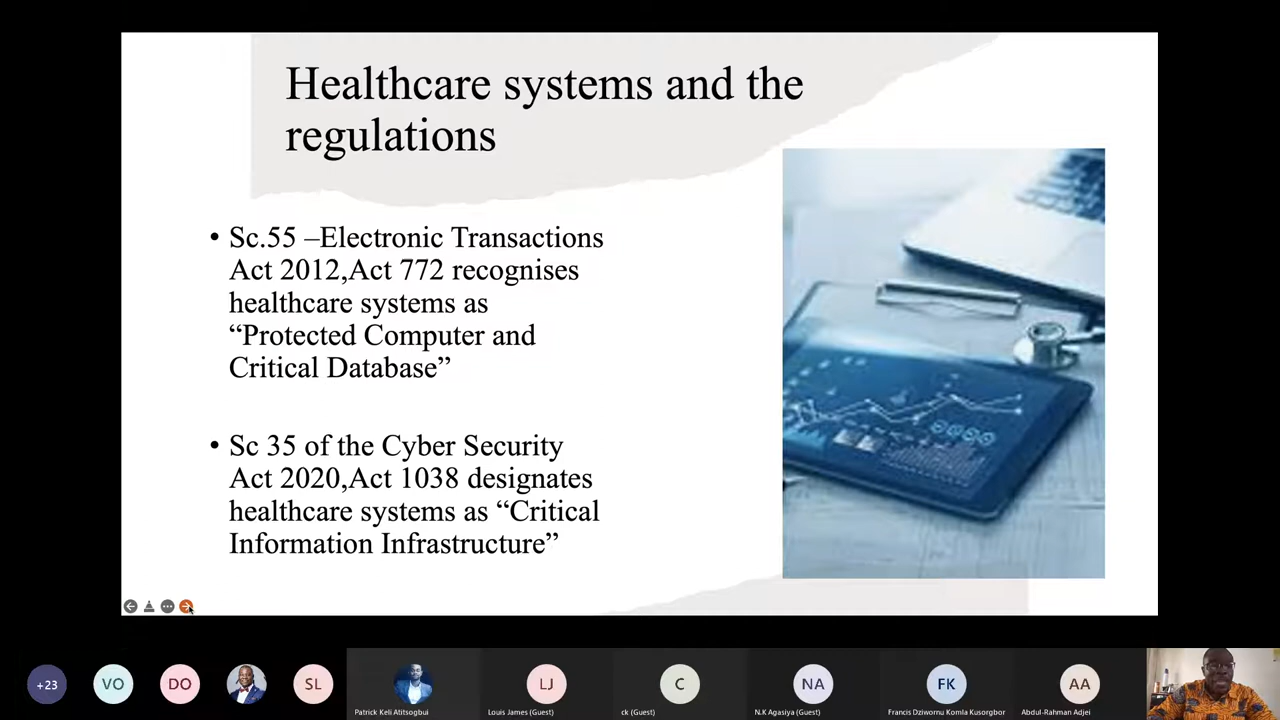 Healthcare systems and the
regulations
• Sc.55 –Electronic Transactions
Act 2012,Act 772 recognises
healthcare systems as
“Protected Computer and
Critical Database”
• Sc 35 of the Cyber Security
Act 2020,Act 1038 designates
healthcare systems as “Critical
Information Infrastructure”
+23
VO
DO
SL
LJ
C
NA
FK
AA
Patrick Keli Atitsogbui
Louis James (Guest)
ck (Guest)
N.K Agasiya (Guest)
Francis Dziwornu Komla Kusorgbor
Abdul-Rahman Adjei